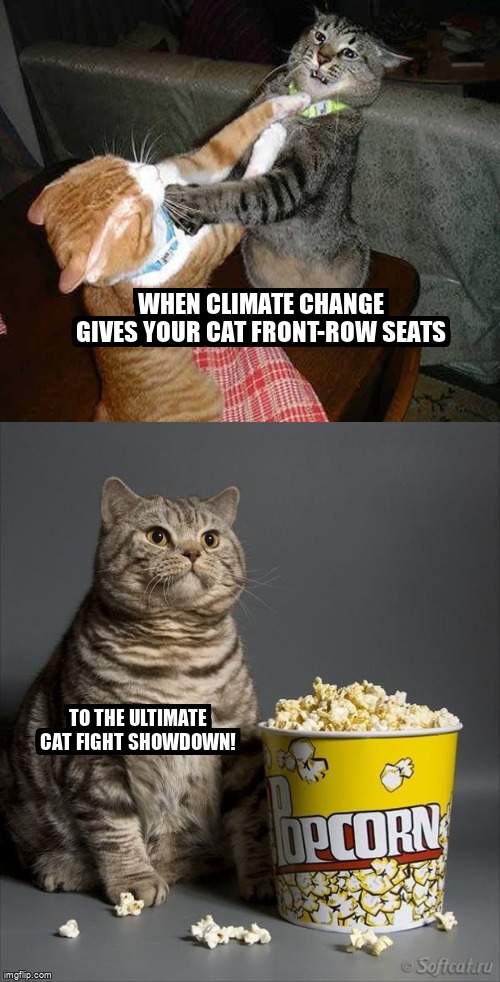 WHEN CLIMATE CHANGE
GIVES YOUR CAT FRONT-ROW SEATS
TO THE ULTIMATE
CAT FIGHT SHOWDOWN!
POPCORN
© Softcat.ru
imgflip.com